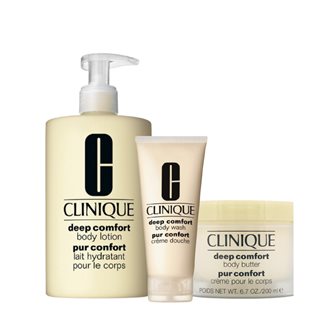 C
CLINIQUE
deep comfort
body lotion
pur confort
lait hydratant
pour le corps
C
CLINIQUE
deep comfort
body wash
pur confort
crème douche
CLINIQUE
deep comfort
body butter
pur confort
crème pour le corps
POIDS NET WT. 6.7 OZ./200 ml℮